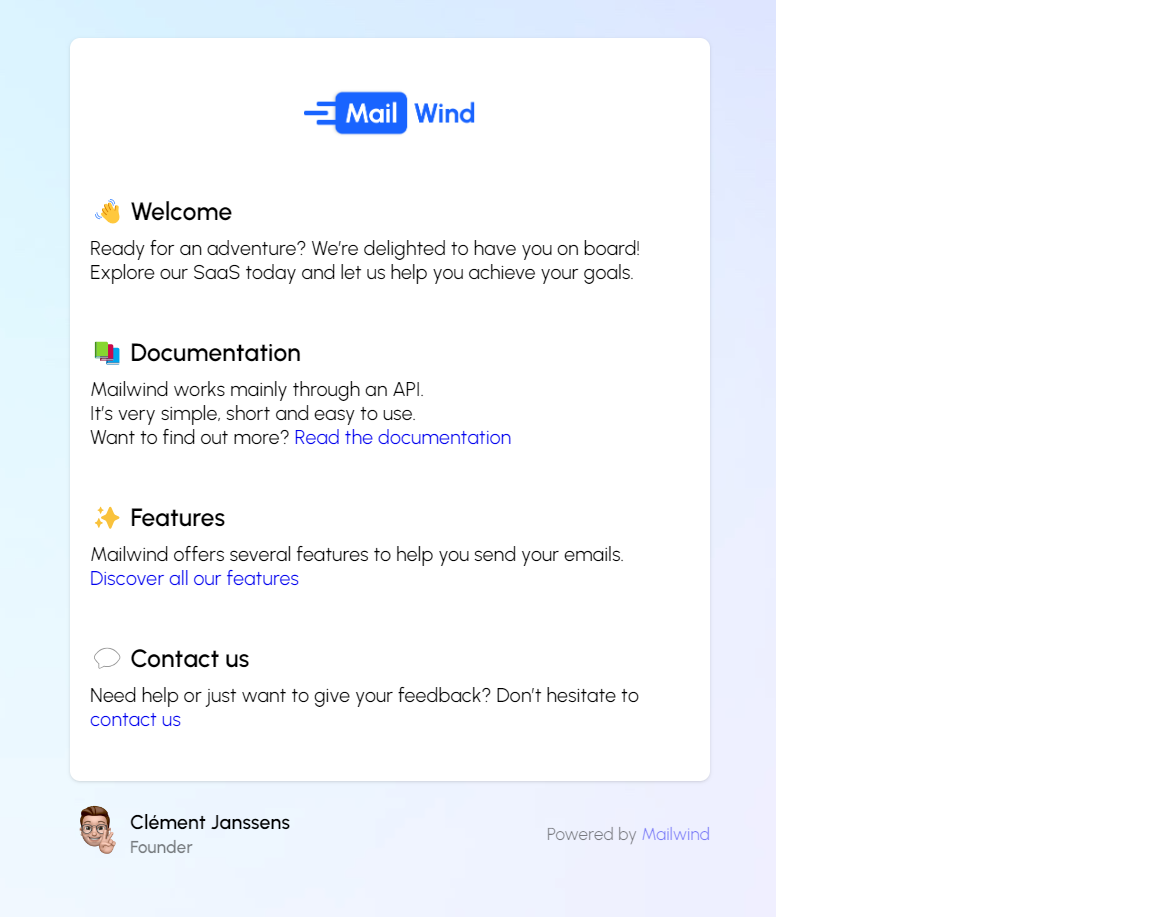 Mail Wind
👋 Welcome
Ready for an adventure? We’re delighted to have you on board!
Explore our SaaS today and let us help you achieve your goals.
📚 Documentation
Mailwind works mainly through an API.
It’s very simple, short and easy to use.
Want to find out more? Read the documentation
✨ Features
Mailwind offers several features to help you send your emails.
Discover all our features
💬 Contact us
Need help or just want to give your feedback? Don’t hesitate to
contact us
Clément Janssens
Founder
Powered by Mailwind